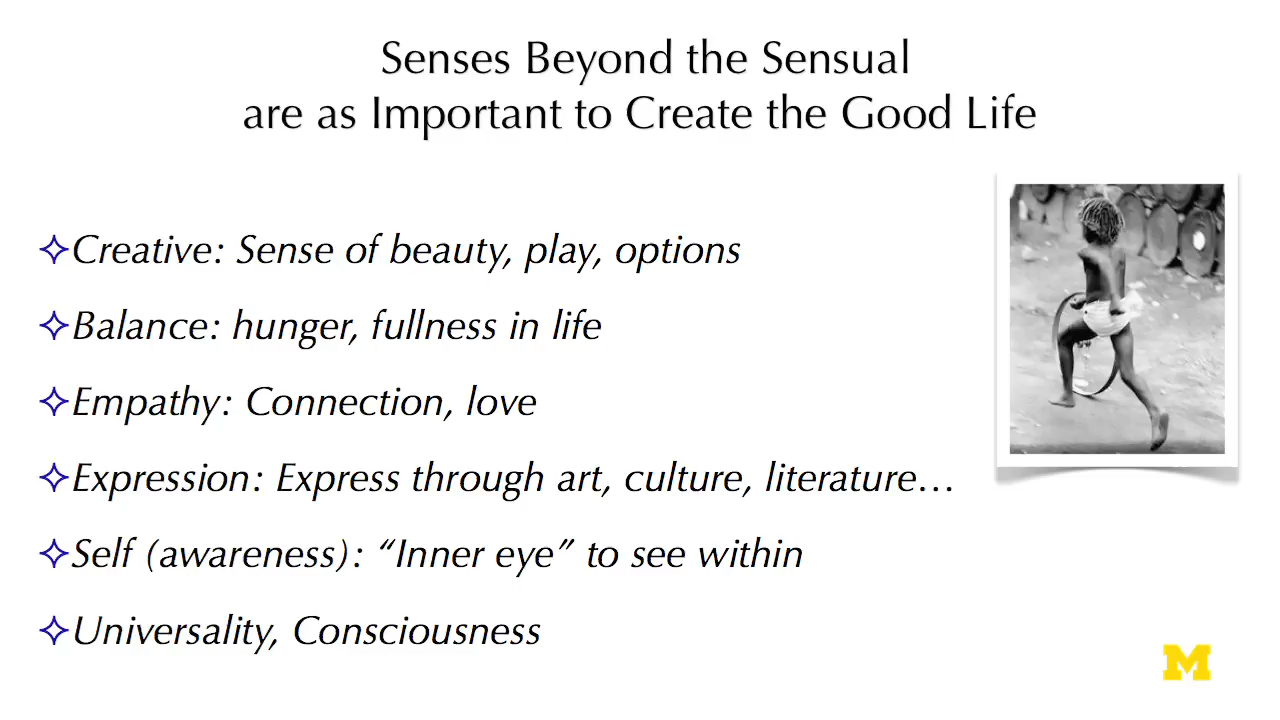 Senses Beyond the Sensual
are as Important to Create the Good Life
✧Creative: Sense of beauty, play, options
✧Balance: hunger, fullness in life
✧Empathy: Connection, love
✧Expression: Express through art, culture, literature…
✧Self (awareness): “Inner eye” to see within
✧Universality, Consciousness
M